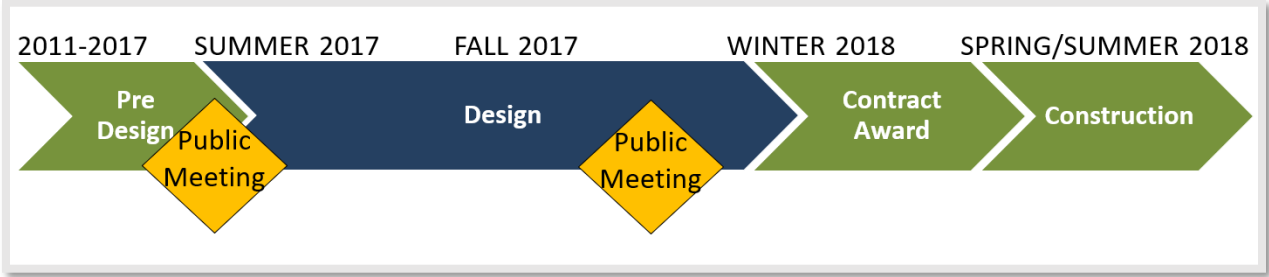 2011-2017
SUMMER 2017
FALL 2017
WINTER 2018
SPRING/SUMMER 2018
Pre
Design
Public
Meeting
Design
Public
Meeting
Contract
Award
Construction